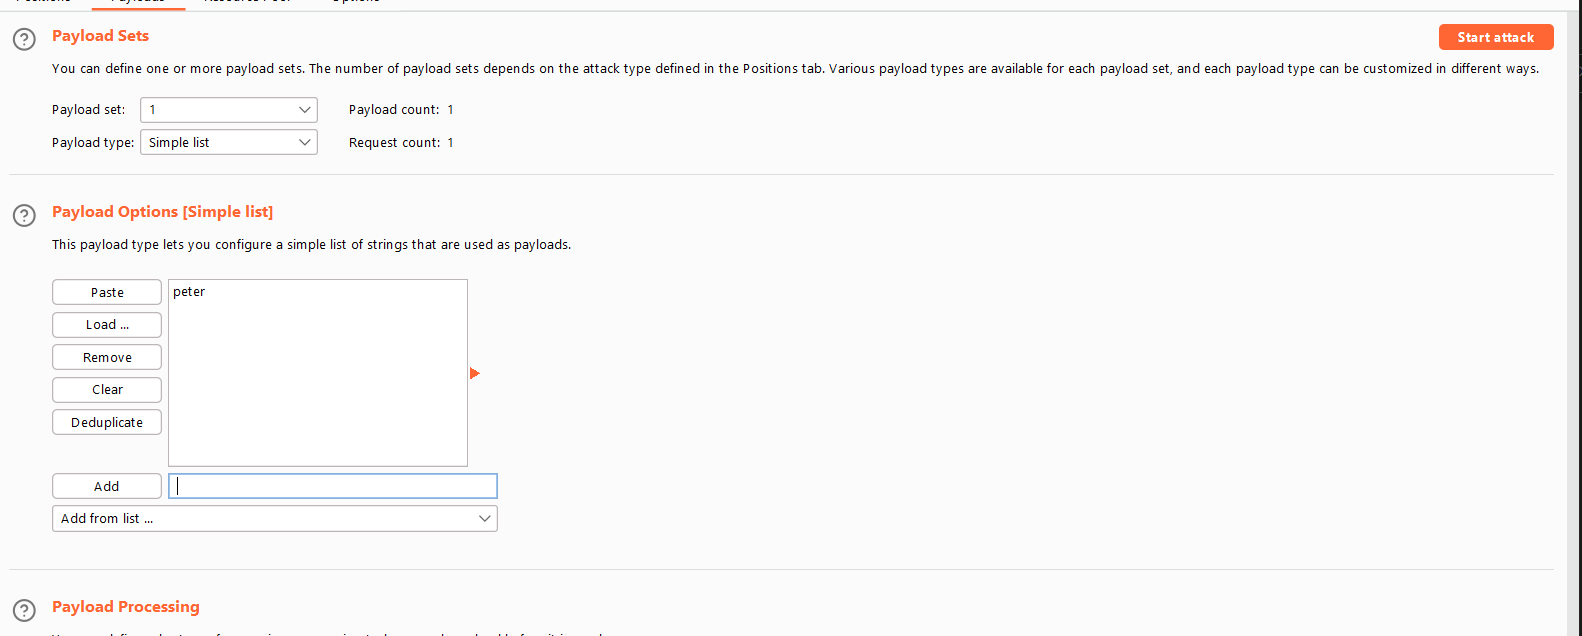 Payload Sets
Start attack
You can define one or more payload sets. The number of payload sets depends on the attack type defined in the Positions tab. Various payload types are available for each payload set, and each payload type can be customized in different ways.
Payload set: 1 Payload count: 1
Payload type: Simple list Request count: 1
Payload Options [Simple list]
This payload type lets you configure a simple list of strings that are used as payloads.
Paste peter
Load ...
Remove
Clear
Deduplicate
Add
Add from list ...
Payload Processing